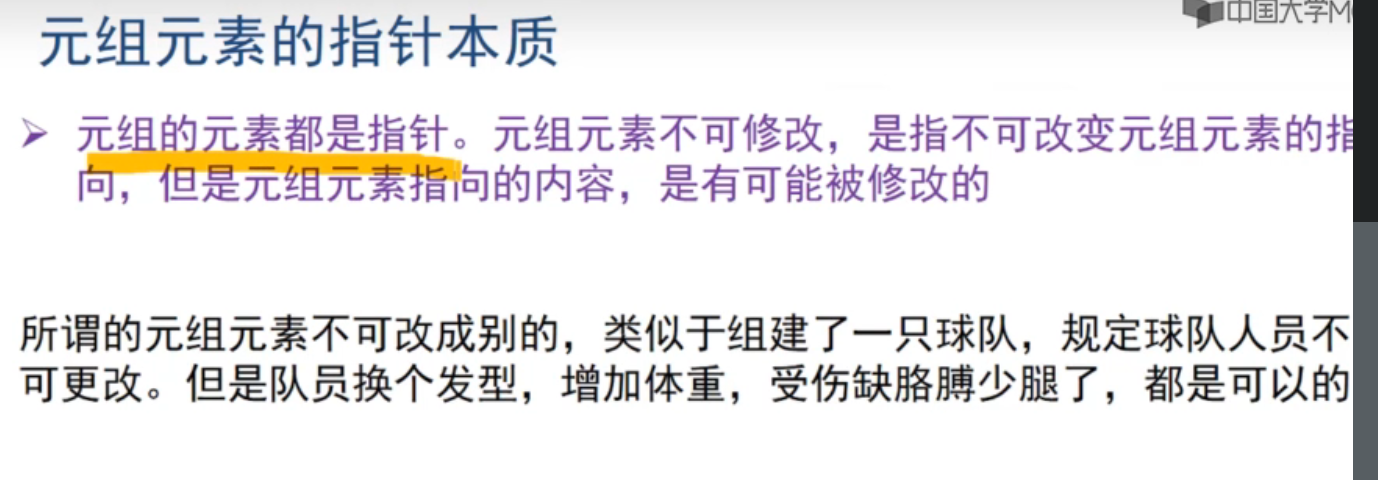 中国大学M
元组元素的指针本质
元组的元素都是指针。元组元素不可修改，是指不可改变元组元素的指
向，但是元组元素指向的内容，是有可能被修改的
所谓的元组元素不可改成别的，类似于组建了一只球队，规定球队人员不
可更改。但是队员换个发型，增加体重，受伤缺胳膊少腿了，都是可以的